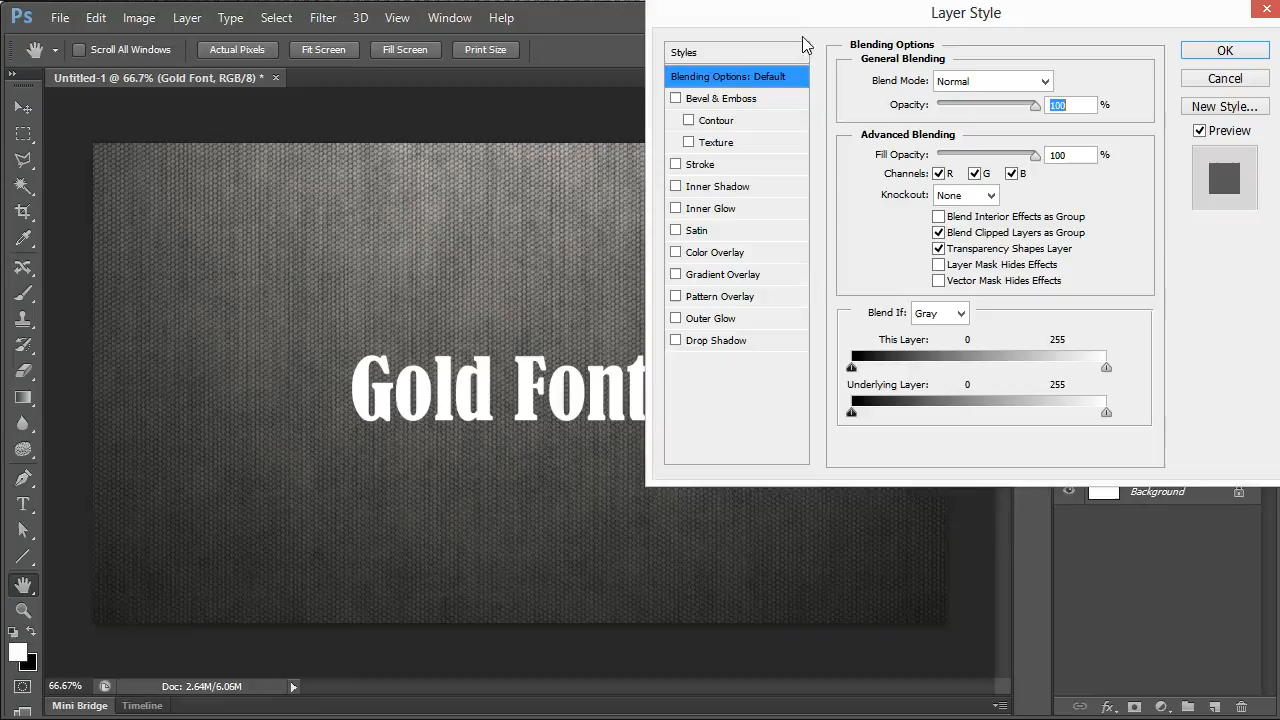 Ps File Edit Image Layer Type Select Filter 3D View Window Help
Layer Style
Scroll All Windows Actual Pixels Fit Screen Fill Screen Print Size
Untitled-1 @ 66.7% (Gold Font, RGB/8) *
Styles
Blending Options: Default
Bevel & Emboss
Contour
Texture
Stroke
Inner Shadow
Inner Glow
Satin
Color Overlay
Gradient Overlay
Pattern Overlay
Outer Glow
Drop Shadow
Blending Options
General Blending
Blend Mode: Normal
Opacity: 100 %
Advanced Blending
Fill Opacity: 100 %
Channels: R G B
Knockout: None
Blend Interior Effects as Group
Blend Clipped Layers as Group
Transparency Shapes Layer
Layer Mask Hides Effects
Vector Mask Hides Effects
Blend If: Gray
This Layer: 0 255
Underlying Layer: 0 255
OK
Cancel
New Style...
Preview
Gold Font
Background
T
fx
66.67% Doc: 2.64M/6.06M
Mini Bridge Timeline